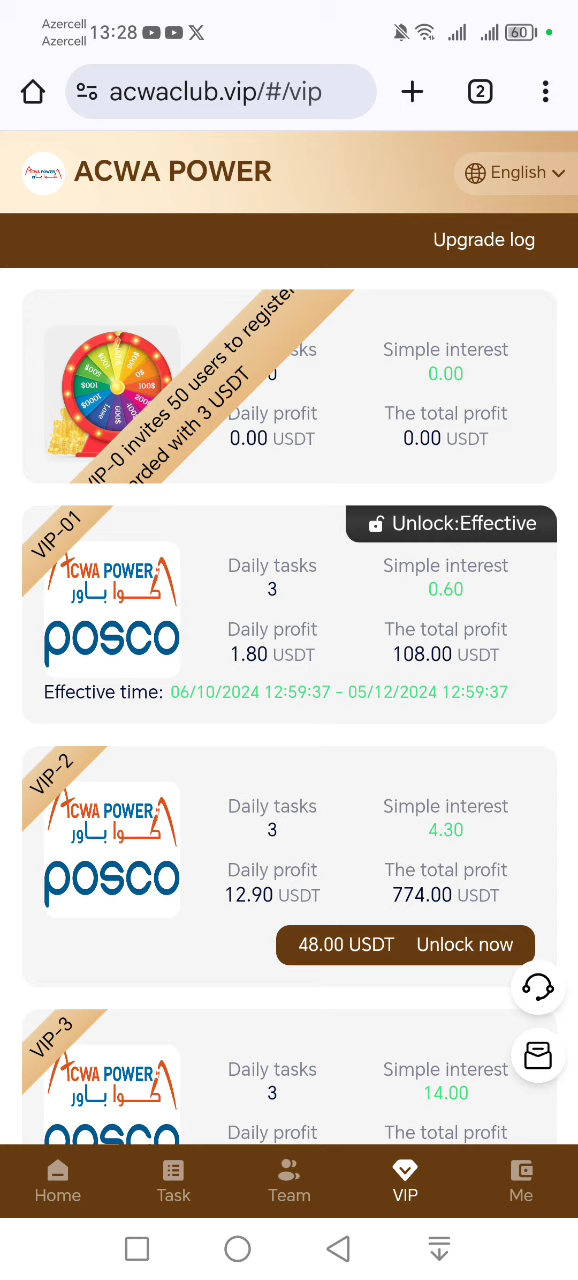 Azercell
Azercell
13:28
60
acwaclub.vip/#/vip
2
ACWA POWER
English
Upgrade log
VIP-0 invites 50 users to register
rded with 3 USDT
sks
0
Simple interest
0.00
Daily profit
0.00 USDT
The total profit
0.00 USDT
VIP-01
Unlock:Effective
ACWA POWER
أكوا باور
posco
Daily tasks
3
Simple interest
0.60
Daily profit
1.80 USDT
The total profit
108.00 USDT
Effective time: 06/10/2024 12:59:37 - 05/12/2024 12:59:37
VIP-2
ACWA POWER
أكوا باور
posco
Daily tasks
3
Simple interest
4.30
Daily profit
12.90 USDT
The total profit
774.00 USDT
48.00 USDT Unlock now
VIP-3
ACWA POWER
أكوا باور
posco
Daily tasks
3
Simple interest
14.00
Daily profit
The total profit
Home
Task
Team
VIP
Me